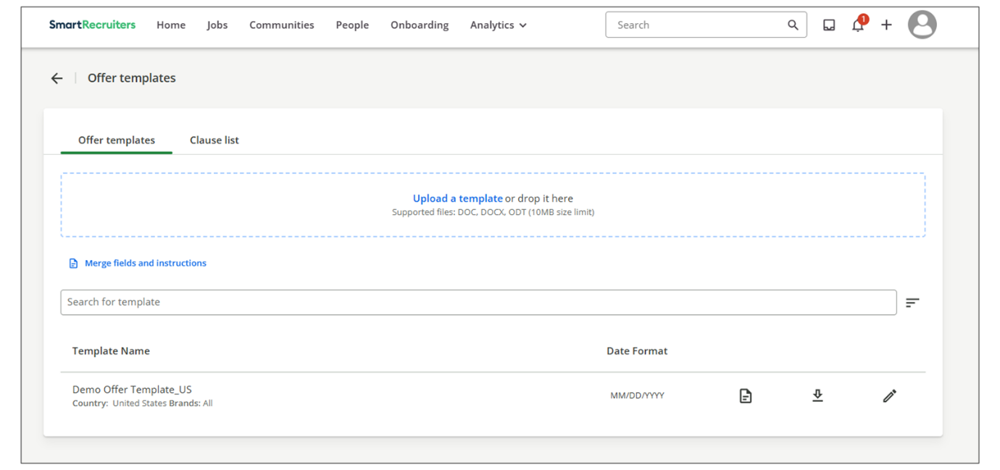 SmartRecruiters Home Jobs Communities People Onboarding Analytics Search 1
Offer templates
Offer templates Clause list
Upload a template or drop it here
Supported files: DOC, DOCX, ODT (10MB size limit)
Merge fields and instructions
Search for template
Template Name Date Format
Demo Offer Template_US
Country: United States Brands: All MM/DD/YYYY